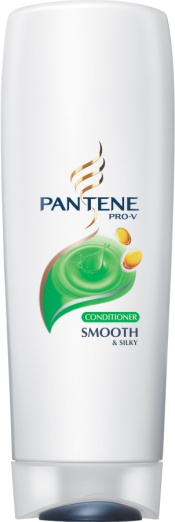 PANTENE
PRO-V
CONDITIONER
SMOOTH
& SILKY